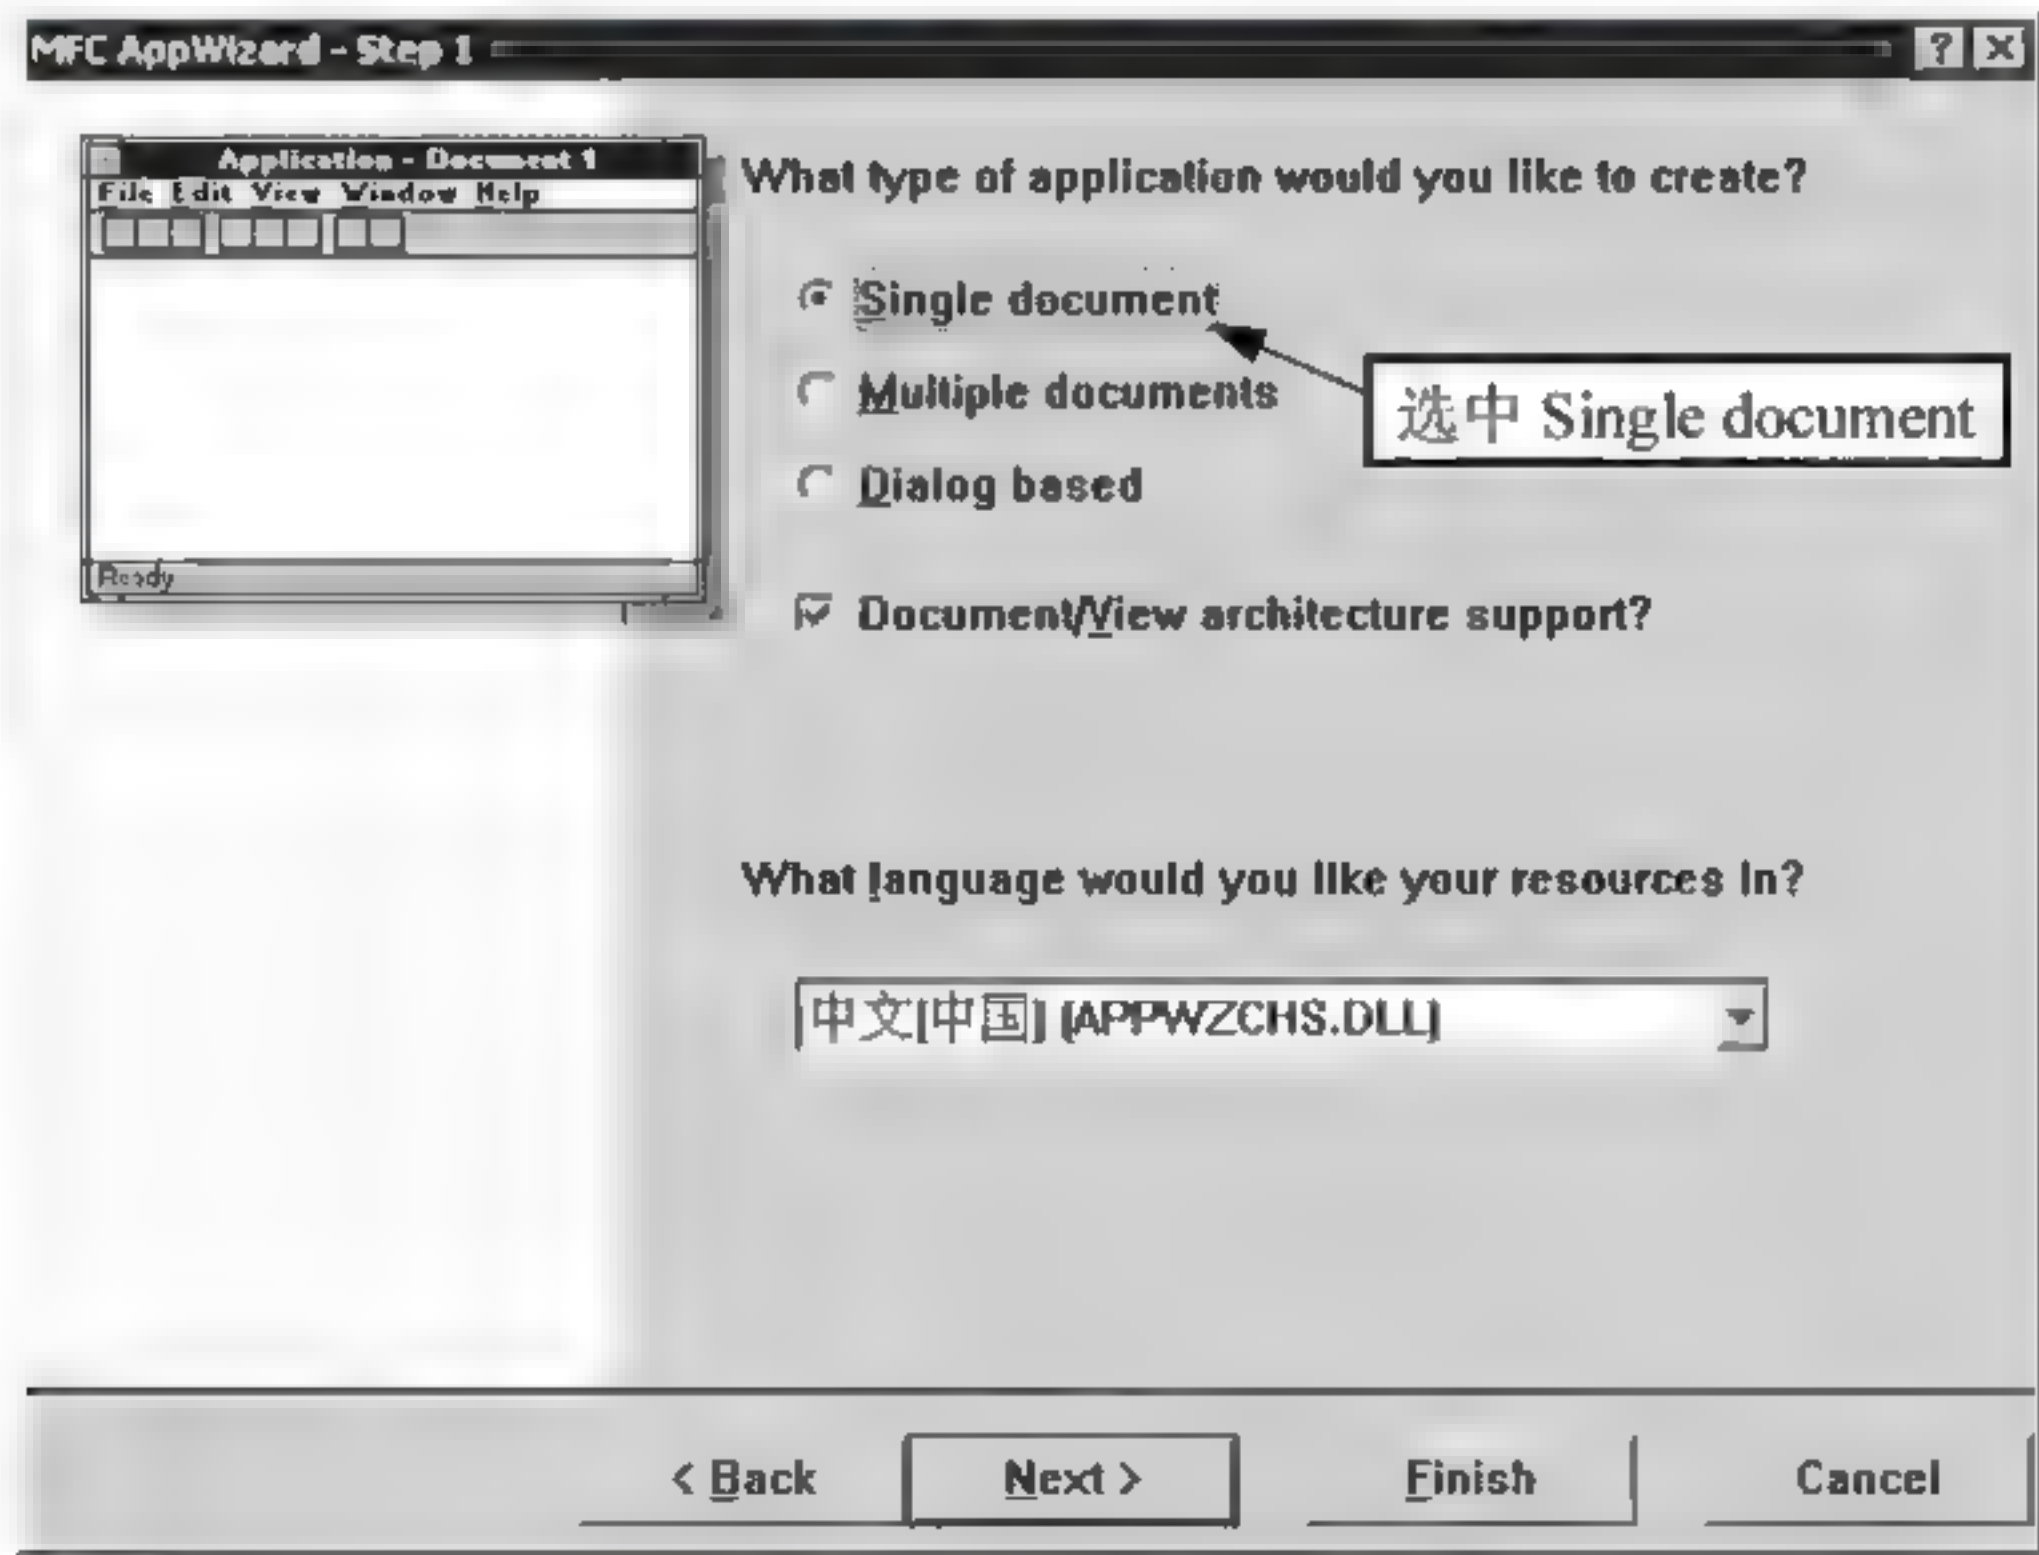 MFC AppWizard - Step 1
Application - Document 1
File Edit View Window Help
Ready
What type of application would you like to create?
Single document
Multiple documents
选中 Single document
Dialog based
Document/View architecture support?
What language would you like your resources in?
中文[中国] (APPWZCHS.DLL)
< Back
Next >
Finish
Cancel